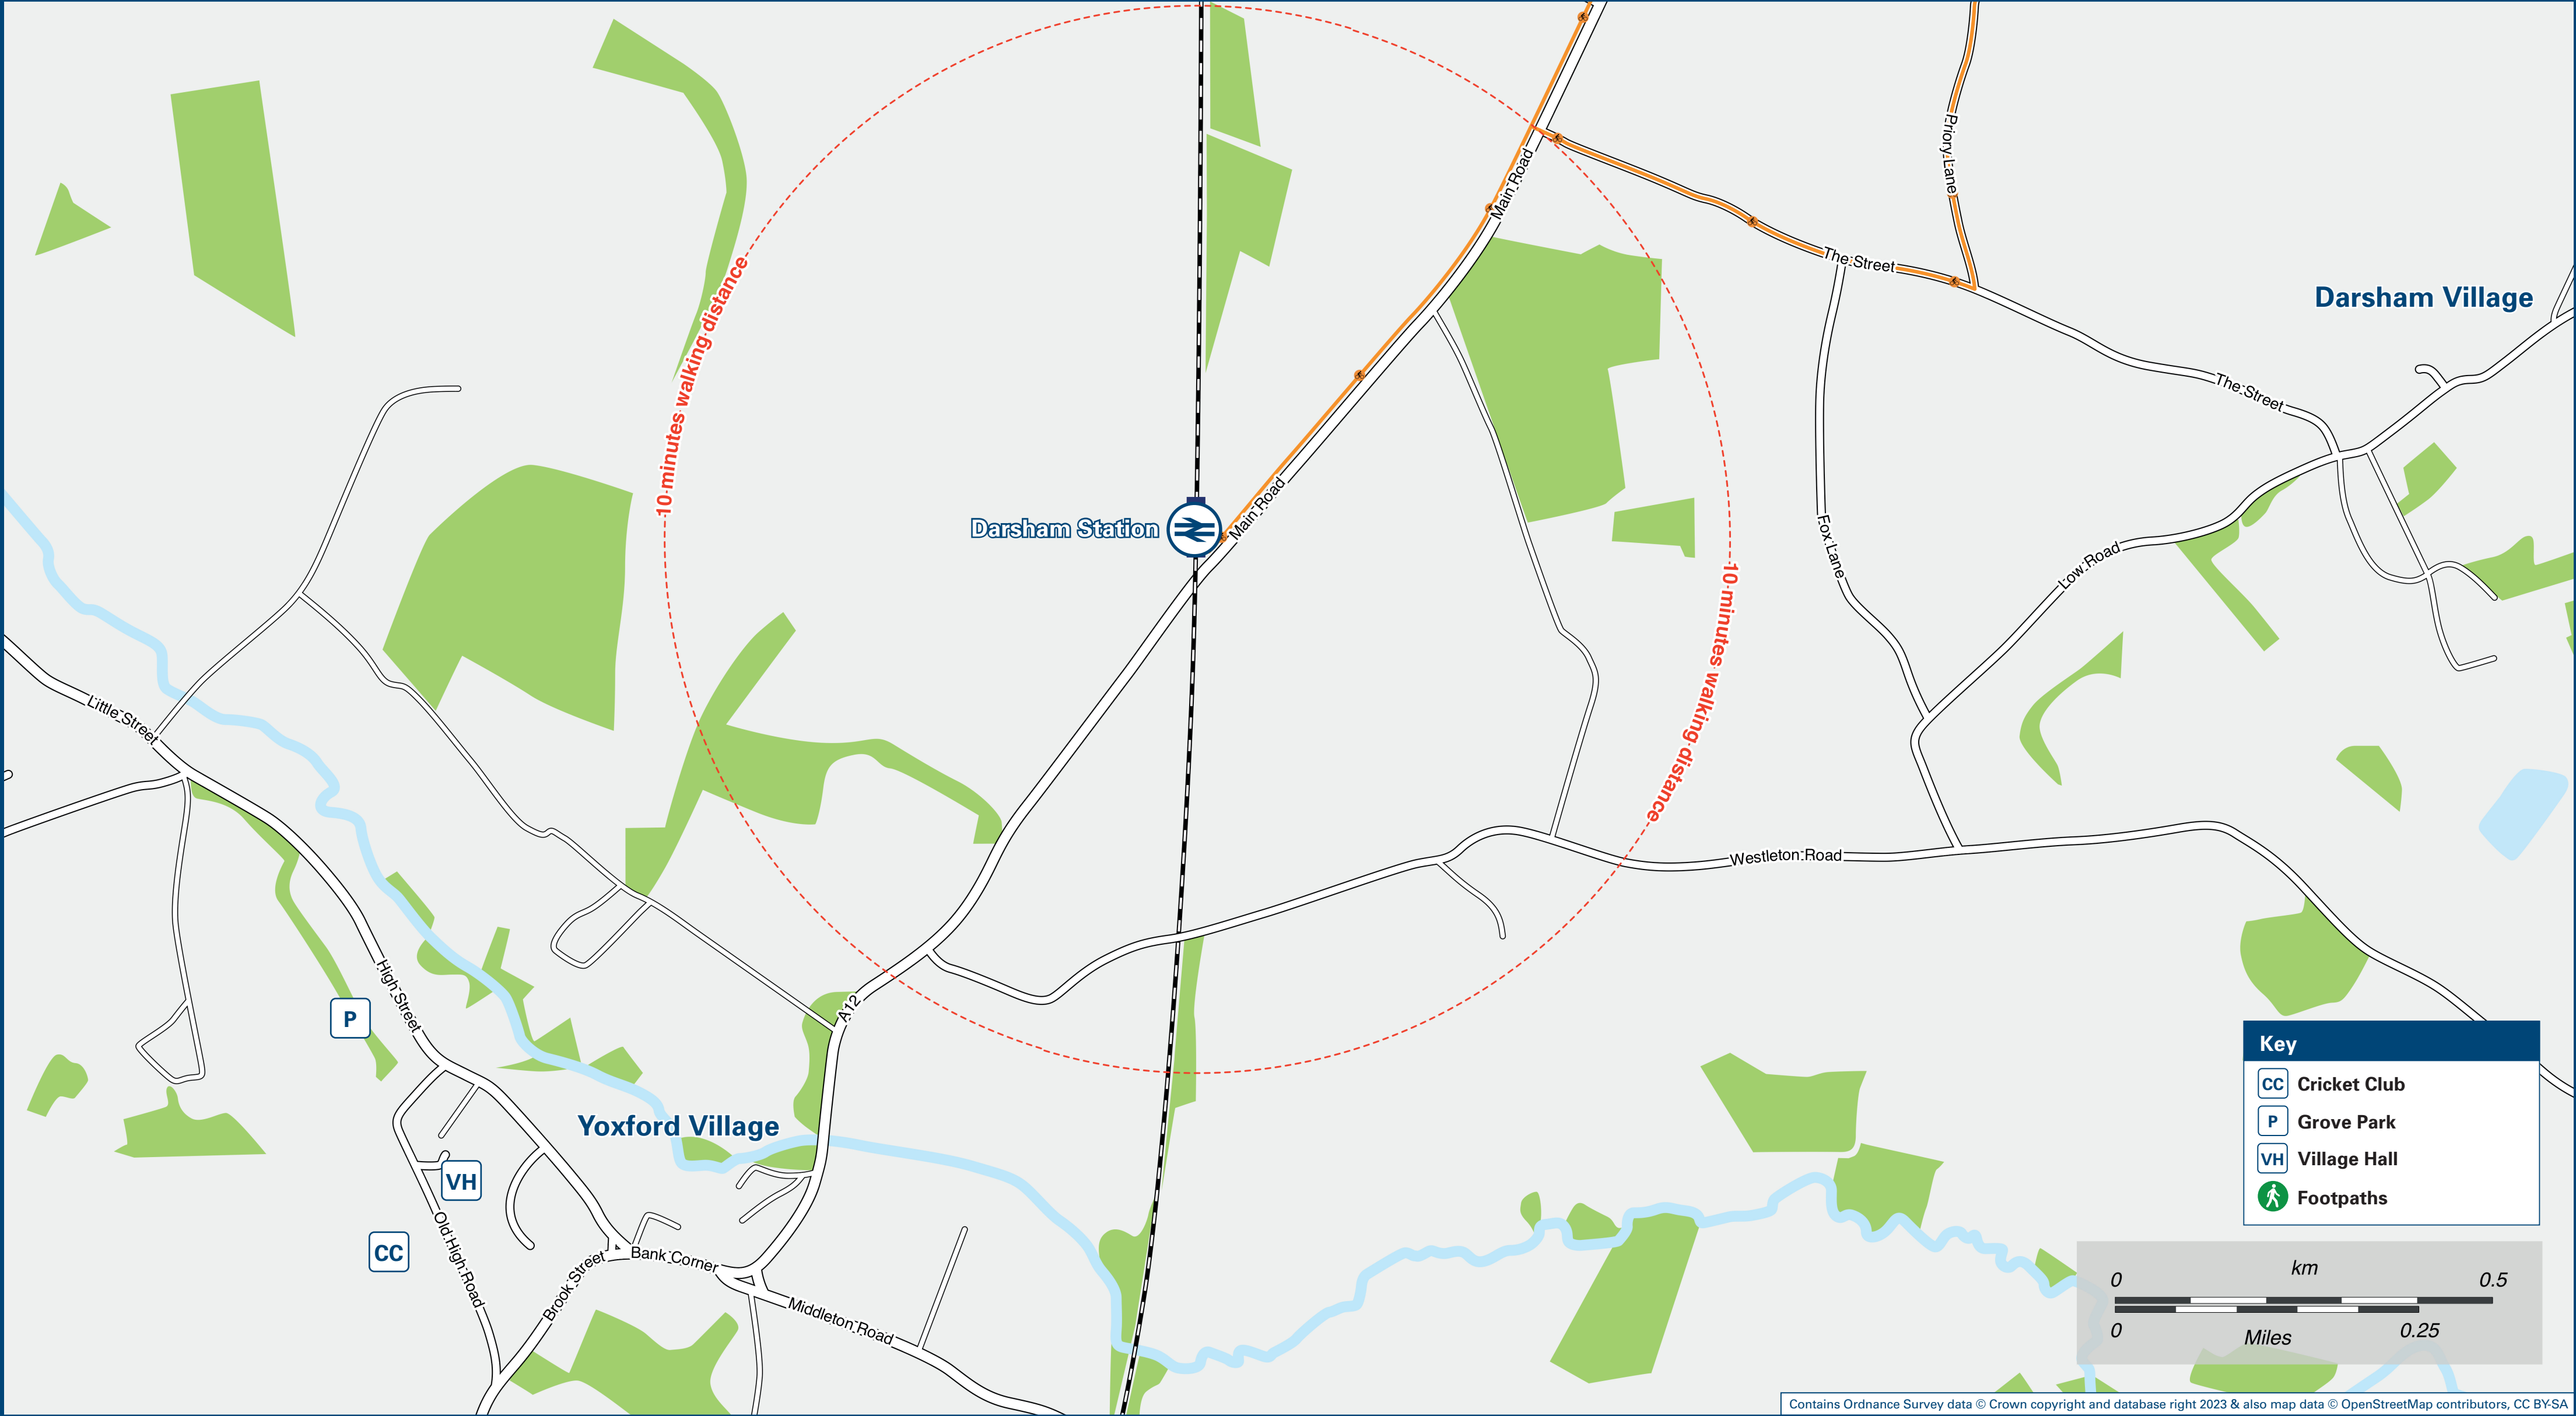 Main Road
Priory Lane
The Street
Darsham Village
10 minutes walking distance
The Street
Darsham Station
Main Road
Fox Lane
Low Road
10 minutes walking distance
Little Street
Westleton Road
High Street
A12
P
Yoxford Village
VH
Old High Road
CC
Brook Street
Bank Corner
Middleton Road
Key
CC Cricket Club
P Grove Park
VH Village Hall
Footpaths
km
0 0.5
0 0.25
Miles
Contains Ordnance Survey data © Crown copyright and database right 2023 & also map data © OpenStreetMap contributors, CC BY-SA